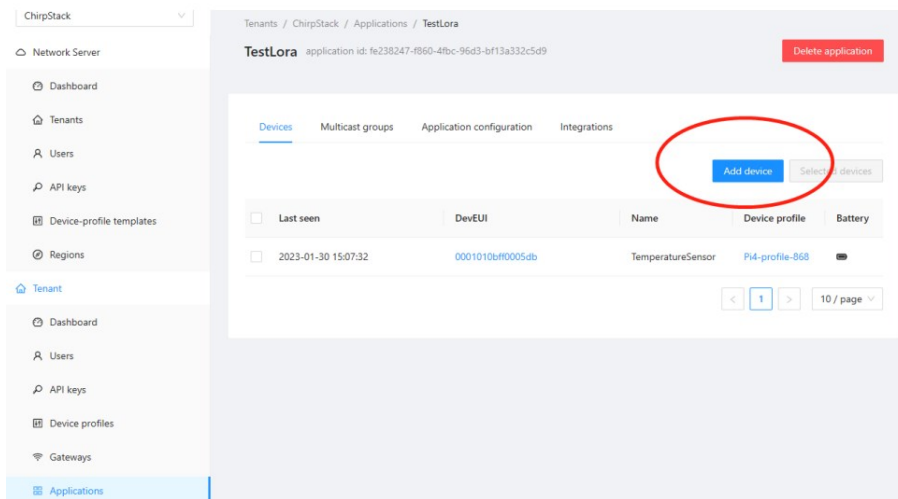 ChirpStack
Network Server
Dashboard
Tenants
Users
API keys
Device-profile templates
Regions
Tenant
Dashboard
Users
API keys
Device profiles
Gateways
Applications
Tenants / ChirpStack / Applications / TestLora
TestLora application id: fe238247-f860-4fbc-96d3-bf13a332c5d9
Delete application
Devices Multicast groups Application configuration Integrations
Add device Selected devices
Last seen DevEUI Name Device profile Battery
2023-01-30 15:07:32 0001010bff0005db TemperatureSensor Pi4-profile-868
< 1 > 10 / page